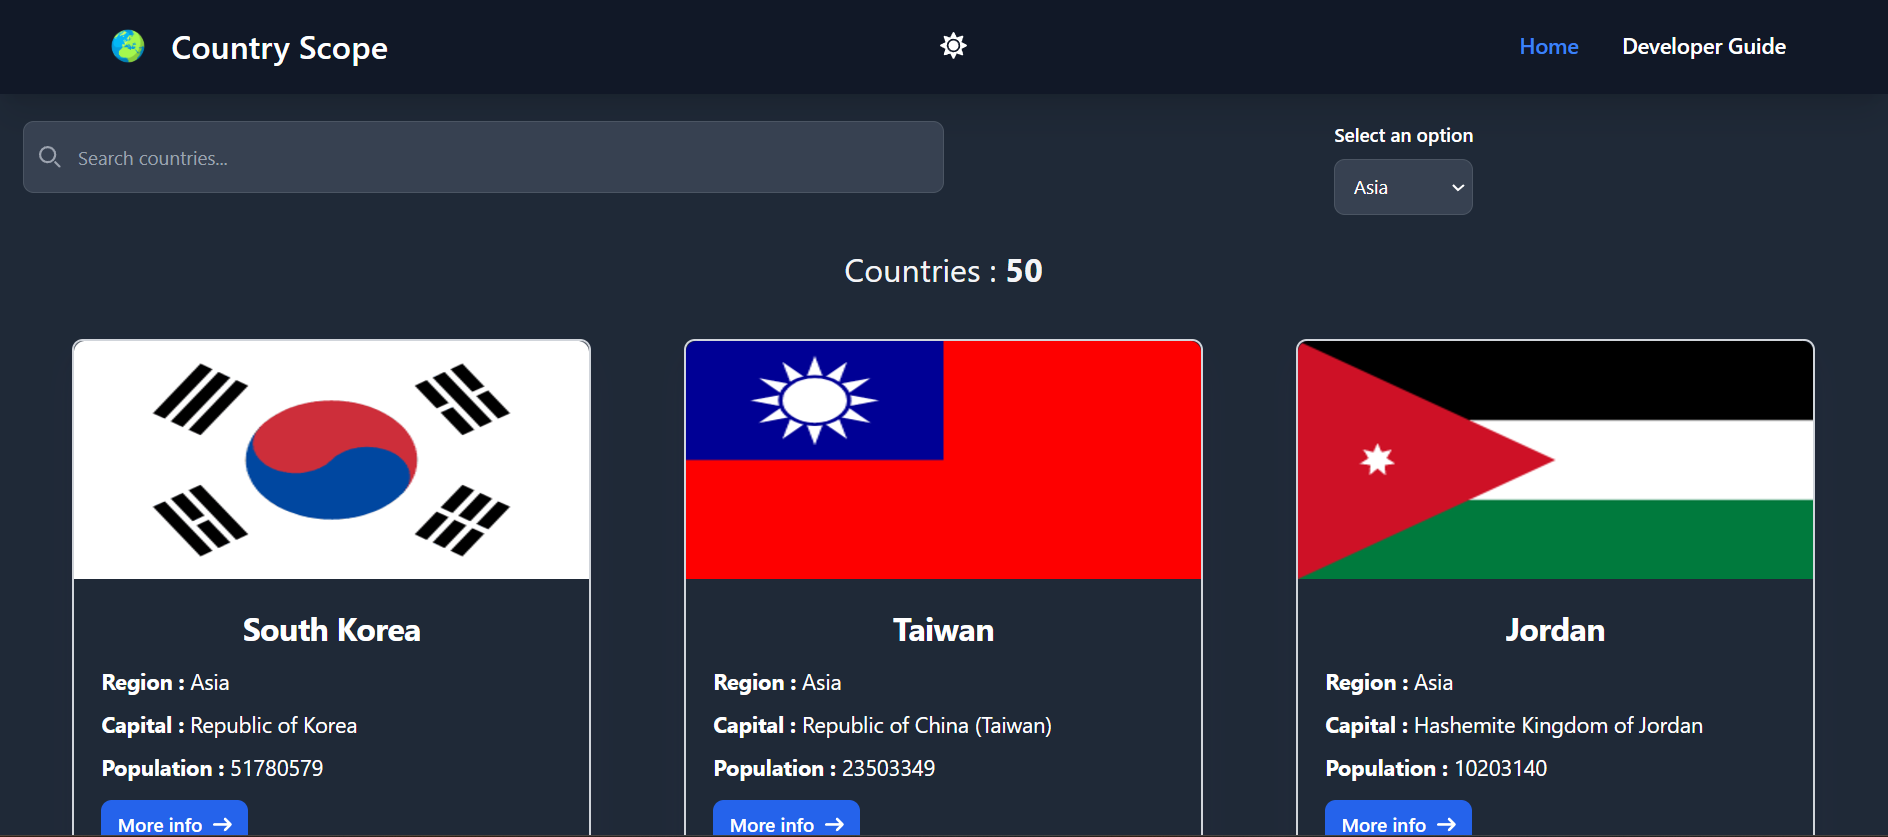 Country Scope
Home
Developer Guide
Search countries...
Select an option
Asia
Countries : 50
South Korea
Region : Asia
Capital : Republic of Korea
Population : 51780579
More info →
Taiwan
Region : Asia
Capital : Republic of China (Taiwan)
Population : 23503349
More info →
Jordan
Region : Asia
Capital : Hashemite Kingdom of Jordan
Population : 10203140
More info →